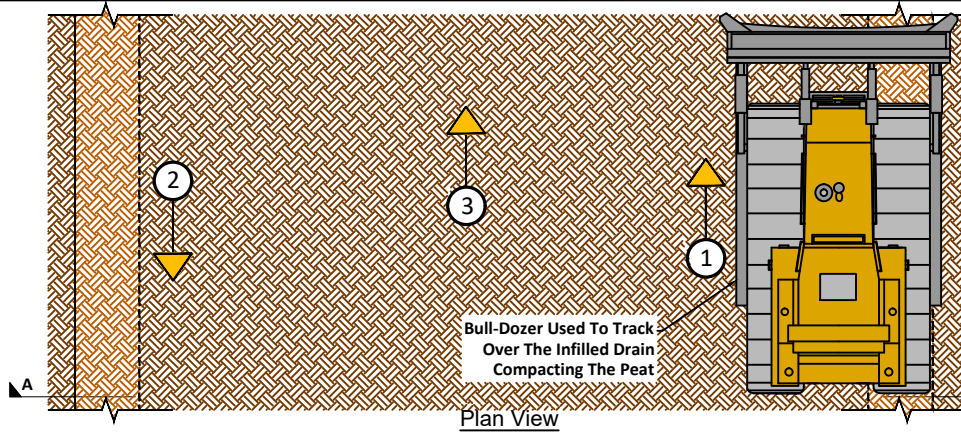 2
3
1
Bull-Dozer Used To Track
Over The Infilled Drain
Compacting The Peat
A
Plan View